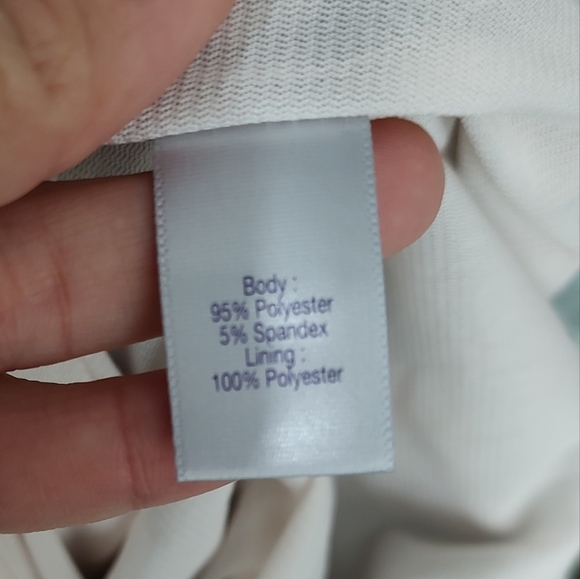 Body :
95% Polyester
5% Spandex
Lining :
100% Polyester